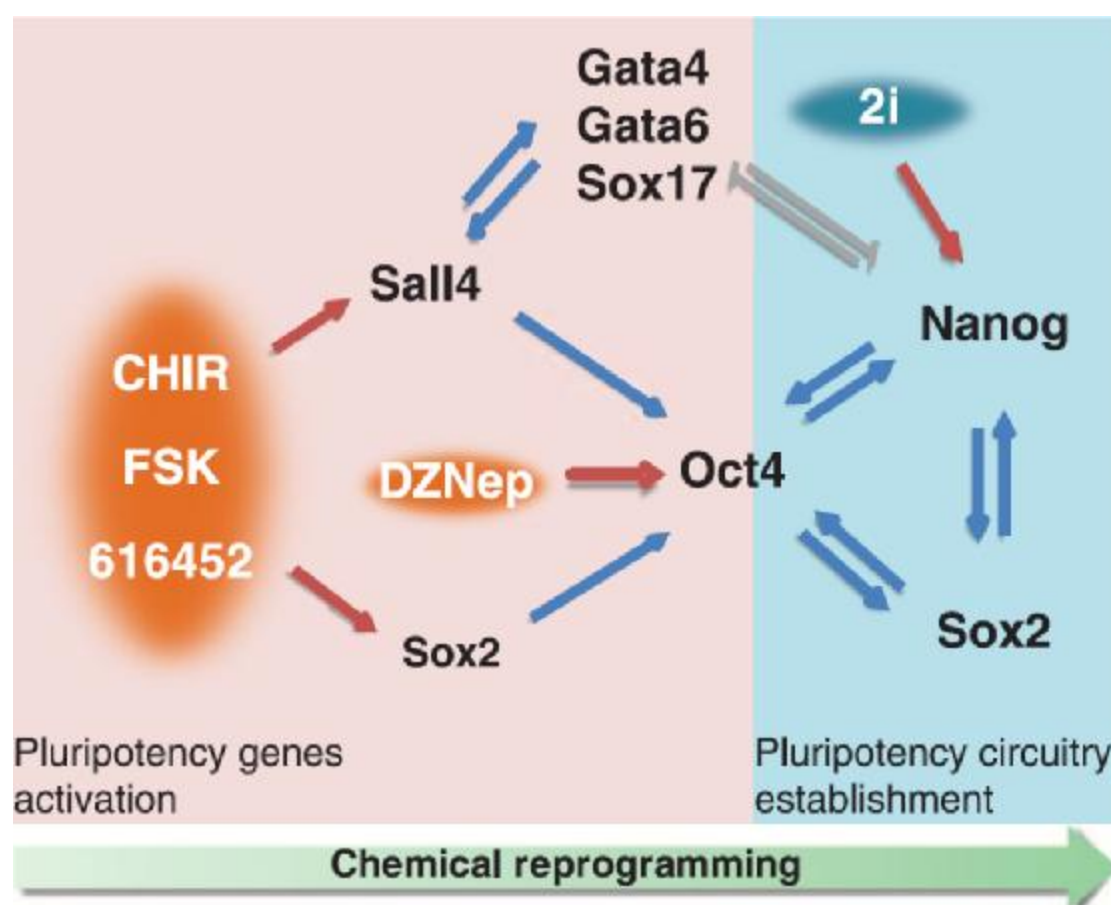 Gata4
Gata6
Sox17
2i
Sall4
Nanog
CHIR
FSK
616452
DZNep
Oct4
Sox2
Sox2
Pluripotency genes
activation
Pluripotency circuitry
establishment
Chemical reprogramming